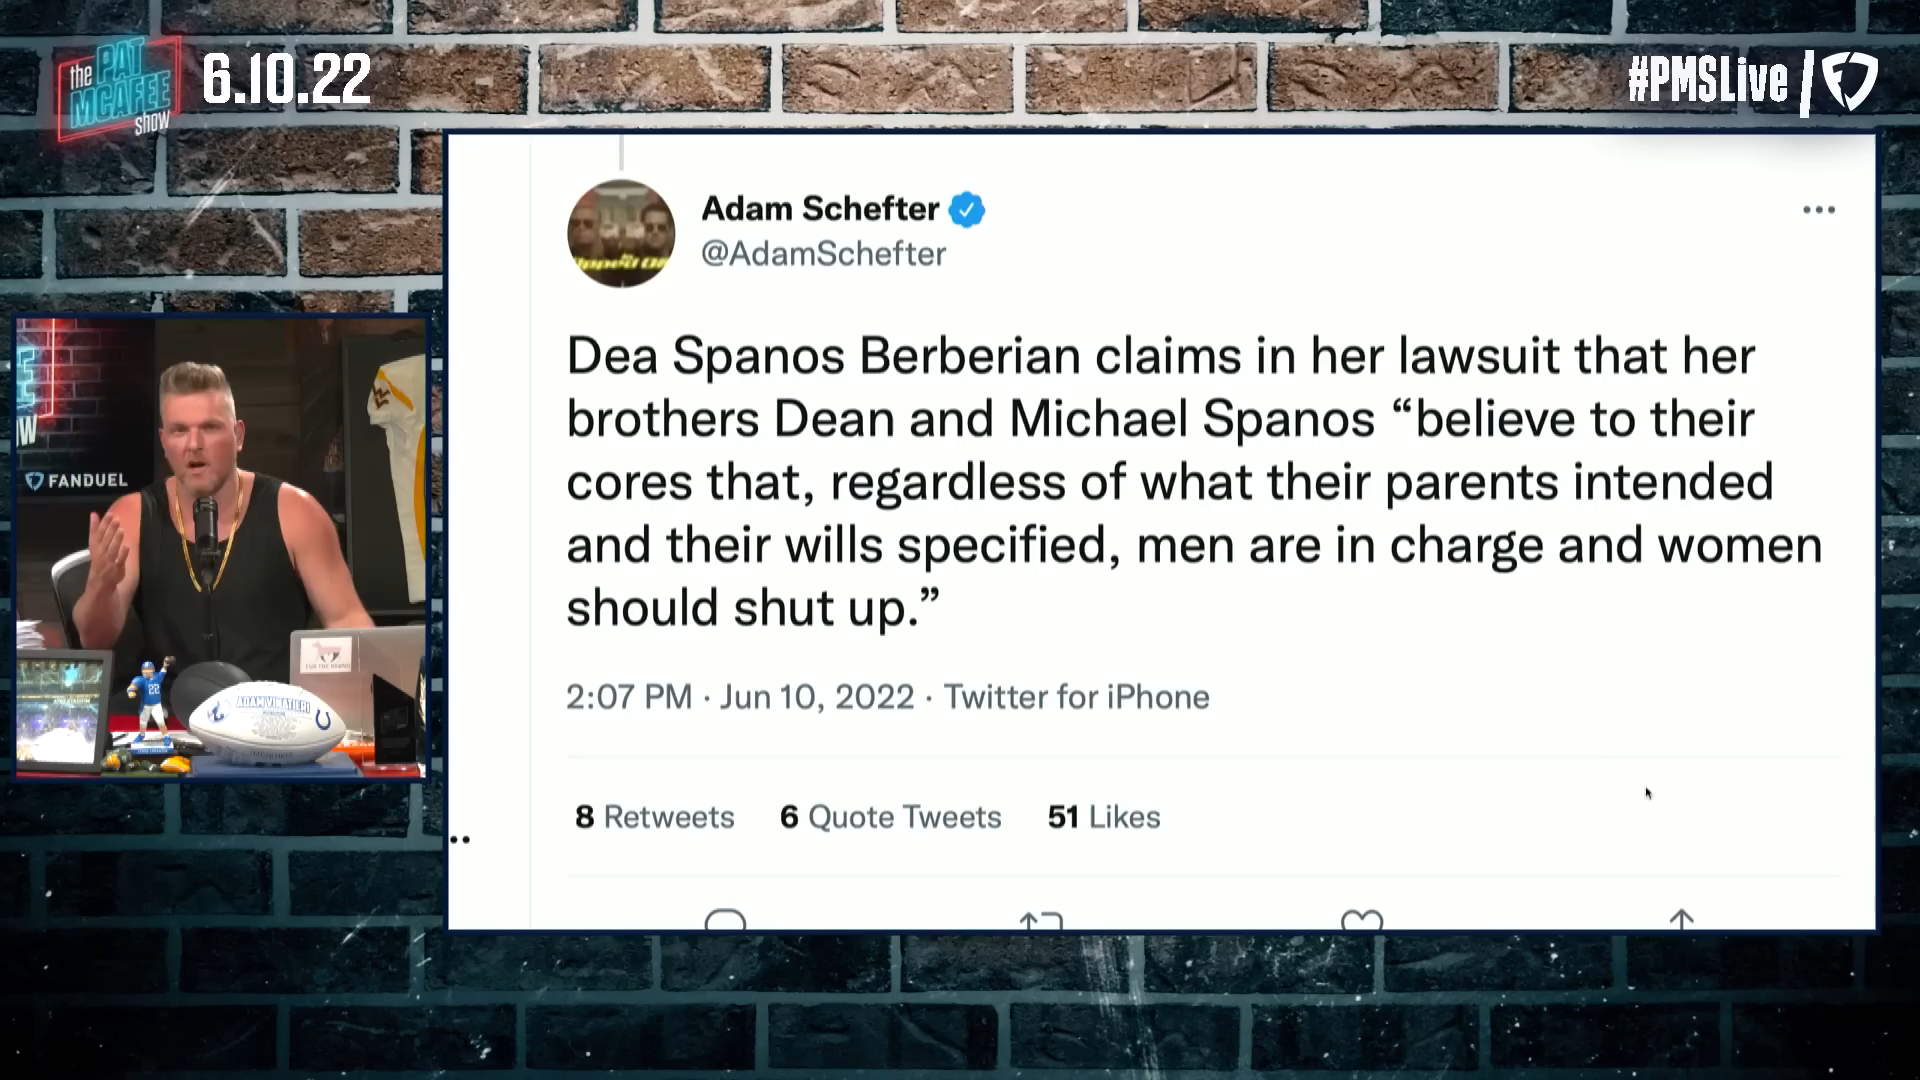 the
PAT
MCAFEE
show
6.10.22
#PMSLive
Adam Schefter
@AdamSchefter
Dea Spanos Berberian claims in her lawsuit that her
brothers Dean and Michael Spanos “believe to their
cores that, regardless of what their parents intended
and their wills specified, men are in charge and women
should shut up.”
2:07 PM · Jun 10, 2022 · Twitter for iPhone
8 Retweets 6 Quote Tweets 51 Likes
FANDUEL
22
ADAM VINATIERI